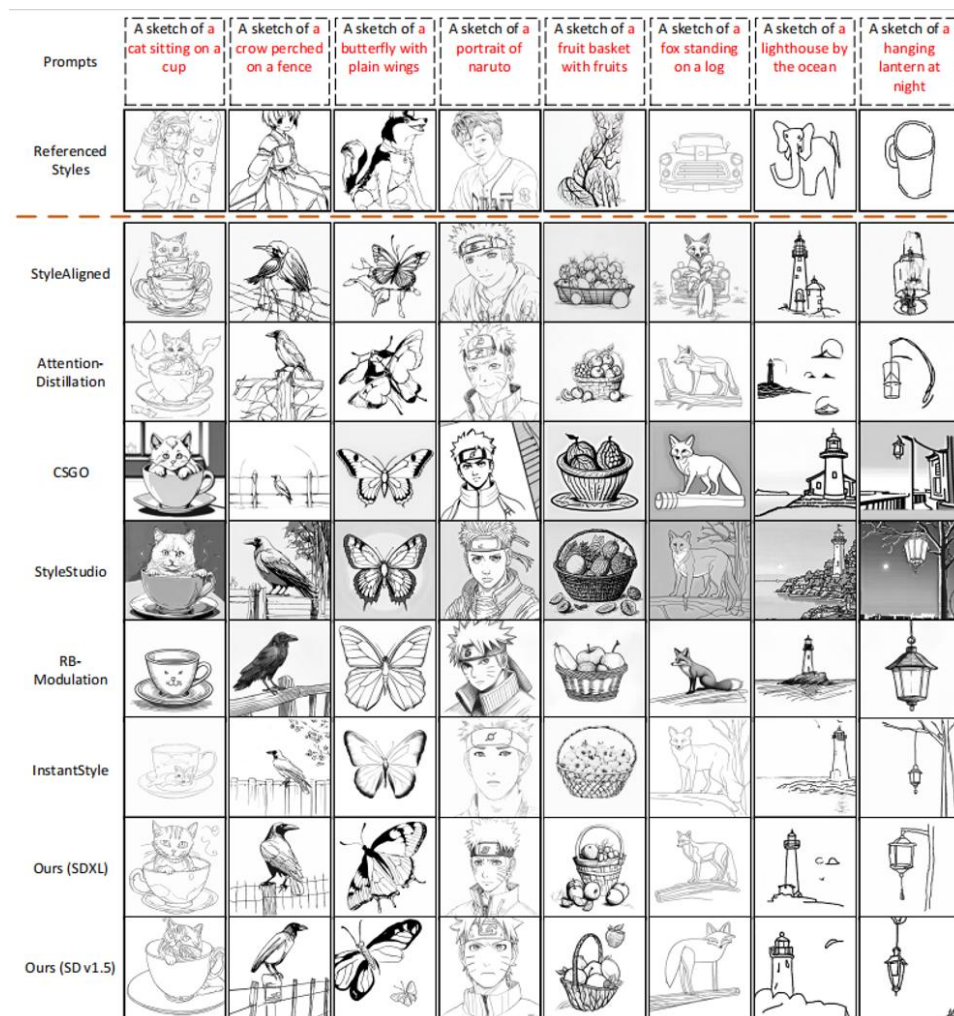 Prompts
A sketch of a
cat sitting on a
cup
A sketch of a
crow perched
on a fence
A sketch of a
butterfly with
plain wings
A sketch of a
portrait of
naruto
A sketch of a
fruit basket
with fruits
A sketch of a
fox standing
on a log
A sketch of a
lighthouse by
the ocean
A sketch of a
hanging
lantern at
night
Referenced
Styles
StyleAligned
Attention-
Distillation
CSGO
StyleStudio
RB-
Modulation
InstantStyle
Ours (SDXL)
Ours (SD v1.5)